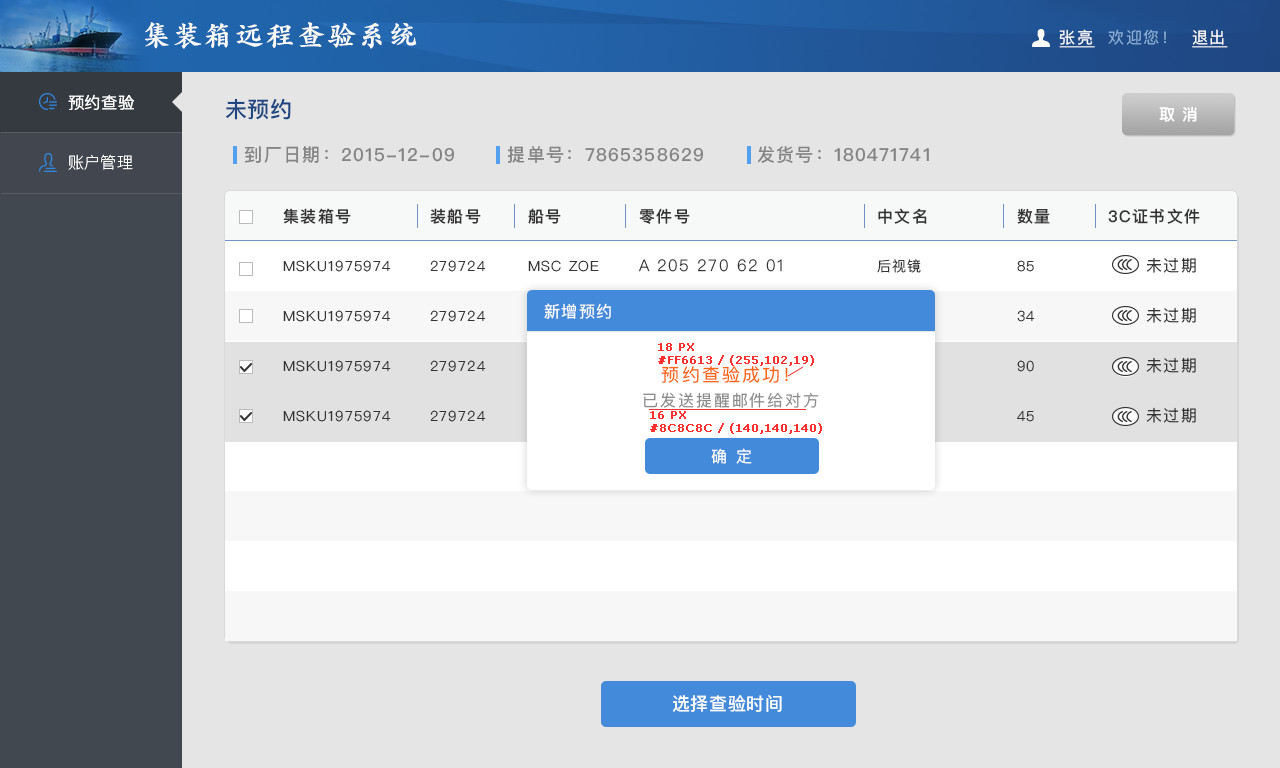 集装箱远程查验系统
张亮 欢迎您! 退出
预约查验
账户管理
未预约
取 消
到厂日期：2015-12-09 提单号：7865358629 发货号：180471741
集装箱号 装船号 船号 零件号 中文名 数量 3C证书文件
MSKU1975974 279724 MSC ZOE A 205 270 62 01 后视镜 85 未过期
MSKU1975974 279724 34 未过期
MSKU1975974 279724 90 未过期
MSKU1975974 279724 45 未过期
新增预约
18 PX
#FF6613 / (255,102,19)
预约查验成功!
已发送提醒邮件给对方
16 PX
#8C8C8C / (140,140,140)
确 定
选择查验时间